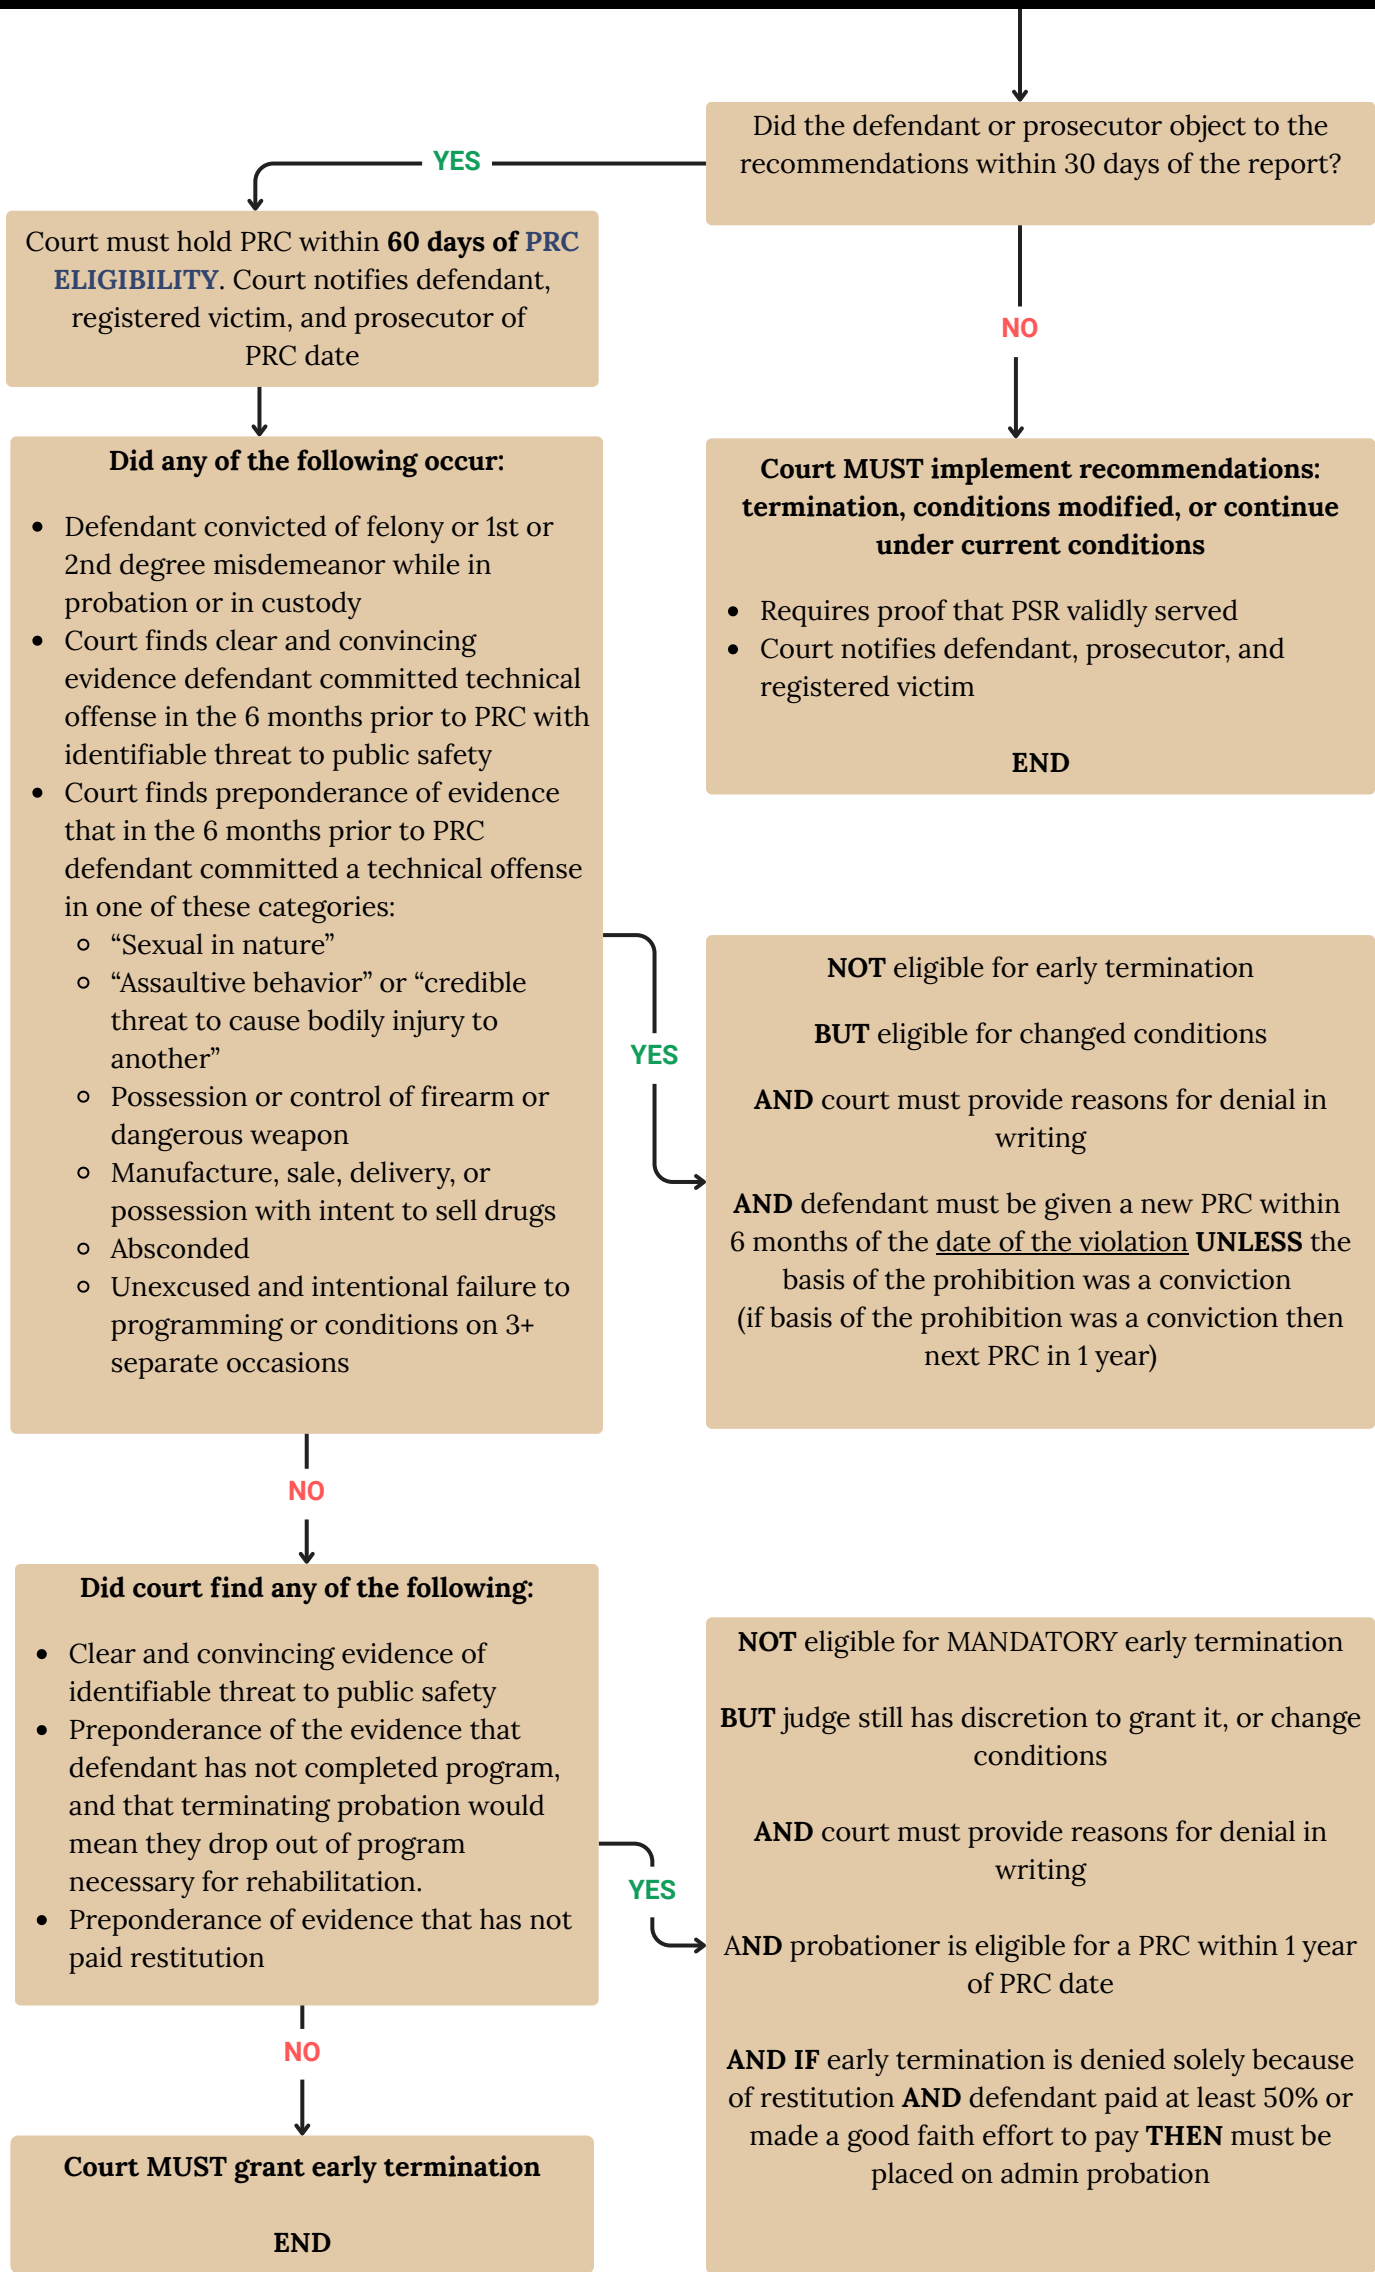 Did the defendant or prosecutor object to the
recommendations within 30 days of the report?
YES
Court must hold PRC within 60 days of PRC
ELIGIBILITY. Court notifies defendant,
registered victim, and prosecutor of
PRC date
NO
Court MUST implement recommendations:
termination, conditions modified, or continue
under current conditions
• Requires proof that PSR validly served
• Court notifies defendant, prosecutor, and
registered victim
END
Did any of the following occur:
• Defendant convicted of felony or 1st or
2nd degree misdemeanor while in
probation or in custody
• Court finds clear and convincing
evidence defendant committed technical
offense in the 6 months prior to PRC with
identifiable threat to public safety
• Court finds preponderance of evidence
that in the 6 months prior to PRC
defendant committed a technical offense
in one of these categories:
◦ “Sexual in nature”
◦ “Assaultive behavior” or “credible
threat to cause bodily injury to
another”
◦ Possession or control of firearm or
dangerous weapon
◦ Manufacture, sale, delivery, or
possession with intent to sell drugs
◦ Absconded
◦ Unexcused and intentional failure to
programming or conditions on 3+
separate occasions
YES
NOT eligible for early termination
BUT eligible for changed conditions
AND court must provide reasons for denial in
writing
AND defendant must be given a new PRC within
6 months of the date of the violation UNLESS the
basis of the prohibition was a conviction
(if basis of the prohibition was a conviction then
next PRC in 1 year)
NO
Did court find any of the following:
• Clear and convincing evidence of
identifiable threat to public safety
• Preponderance of the evidence that
defendant has not completed program,
and that terminating probation would
mean they drop out of program
necessary for rehabilitation.
• Preponderance of evidence that has not
paid restitution
YES
NOT eligible for MANDATORY early termination
BUT judge still has discretion to grant it, or change
conditions
AND court must provide reasons for denial in
writing
AND probationer is eligible for a PRC within 1 year
of PRC date
AND IF early termination is denied solely because
of restitution AND defendant paid at least 50% or
made a good faith effort to pay THEN must be
placed on admin probation
NO
Court MUST grant early termination
END